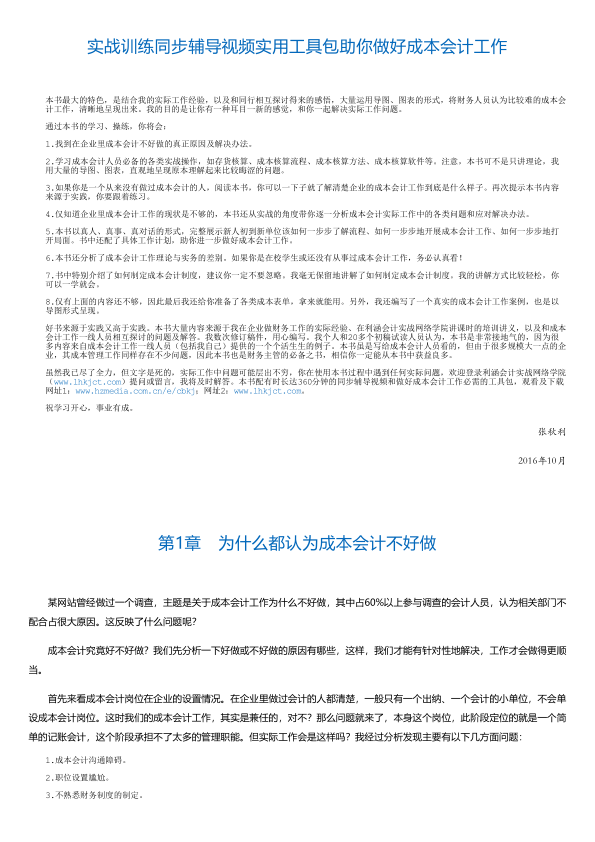 实战训练同步辅导视频实用工具包助你做好成本会计工作
本书最大的特色，是结合我的实际工作经验，以及和同行相互探讨得来的感悟，大量运用导图、图表的形式，将财务人员认为比较难的成本会
计工作，清晰地呈现出来。我的目的是让你有一种耳目一新的感觉，和你一起解决实际工作问题。
通过本书的学习、操练，你将会：
1.找到在企业里成本会计不好做的真正原因及解决办法。
2.学习成本会计人员必备的各类实战操作，如存货核算、成本核算流程、成本核算方法、成本核算软件等。注意，本书可不是只讲理论，我
用大量的导图、图表，直观地呈现原本理解起来比较晦涩的问题。
3.如果你是一个从来没有做过成本会计的人，阅读本书，你可以一下子就了解清楚企业的成本会计工作到底是什么样子。再次提示本书内容
来源于实践，你要跟着练习。
4.仅知道企业里成本会计工作的现状是不够的，本书还从实战的角度带你逐一分析成本会计实际工作中的各类问题和应对解决办法。
5.本书以真人、真事、真对话的形式，完整展示新人初到新单位该如何一步步了解流程、如何一步步地开展成本会计工作、如何一步步地打
开局面。书中还配了具体工作计划，助你进一步做好成本会计工作。
6.本书还分析了成本会计工作理论与实务的差别。如果你是在校学生或还没有从事过成本会计工作，务必认真看！
7.书中特别介绍了如何制定成本会计制度，建议你一定不要忽略。我毫无保留地讲解了如何制定成本会计制度。我的讲解方式比较轻松，你
可以一学就会。
8.仅有上面的内容还不够，因此最后我还给你准备了各类成本表单，拿来就能用。另外，我还编写了一个真实的成本会计工作案例，也是以
导图形式呈现。
好书来源于实践又高于实践。本书大量内容来源于我在企业做财务工作的实际经验、在利涵会计实战网络学院讲课时的培训讲义，以及和成本
会计工作一线人员相互探讨的问题及解答。我数次修订稿件，用心编写。我个人和20多个初稿试读人员认为，本书是非常接地气的，因为很
多内容来自成本会计工作一线人员（包括我自己）提供的一个个活生生的例子。本书虽是写给成本会计人员看的，但由于很多规模大一点的企
业，其成本管理工作同样存在不少问题，因此本书也是财务主管的必备之书，相信你一定能从本书中获益良多。
虽然我已尽了全力，但文字是死的，实际工作中问题可能层出不穷，你在使用本书过程中遇到任何实际问题，欢迎登录利涵会计实战网络学院
（www.lhkjct.com）提问或留言，我将及时解答。本书配有时长达360分钟的同步辅导视频和做好成本会计工作必需的工具包，观看及下载
网址1：www.hzmedia.com.cn/e/cbkj；网址2：www.lhkjct.com。
祝学习开心，事业有成。
张秋利
2016年10月
第1章　为什么都认为成本会计不好做
某网站曾经做过一个调查，主题是关于成本会计工作为什么不好做，其中占60%以上参与调查的会计人员，认为相关部门不
配合占很大原因。这反映了什么问题呢？
成本会计究竟好不好做？我们先分析一下好做或不好做的原因有哪些，这样，我们才能有针对性地解决，工作才会做得更顺
当。
首先来看成本会计岗位在企业的设置情况。在企业里做过会计的人都清楚，一般只有一个出纳、一个会计的小单位，不会单
设成本会计岗位。这时我们的成本会计工作，其实是兼任的，对不？那么问题就来了，本身这个岗位，此阶段定位的就是一个简
单的记账会计，这个阶段承担不了太多的管理职能。但实际工作会是这样吗？我经过分析发现主要有以下几方面问题：
1.成本会计沟通障碍。
2.职位设置尴尬。
3.不熟悉财务制度的制定。